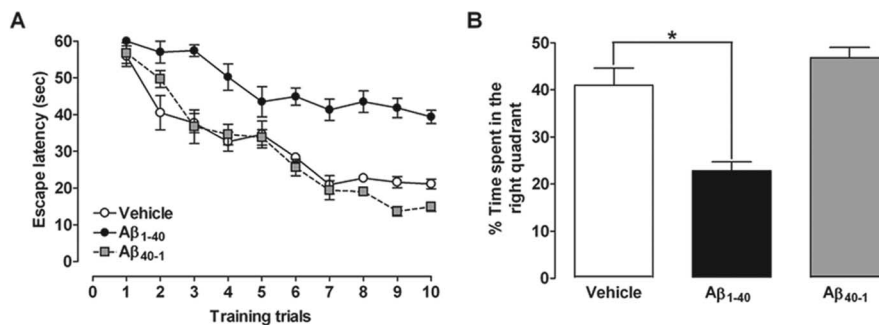 A
Escape latency (sec)
60
50
40
30
20
10
0
Vehicle
Aβ1-40
Aβ40-1
0 1 2 3 4 5 6 7 8 9 10
Training trials
B
% Time spent in the
right quadrant
50
40
30
20
10
0
*
Vehicle Aβ1-40 Aβ40-1